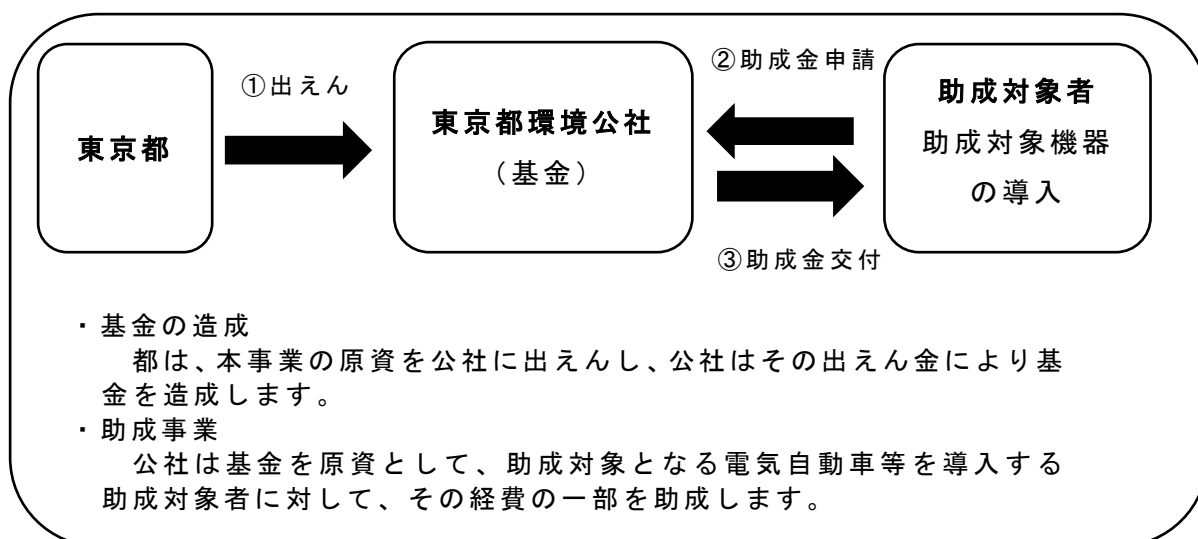 東京都
①出えん
東京都環境公社
（基金）
②助成金申請
③助成金交付
助成対象者
助成対象機器
の導入
・基金の造成
都は、本事業の原資を公社に出えんし、公社はその出えん金により基
金を造成します。
・助成事業
公社は基金を原資として、助成対象となる電気自動車等を導入する
助成対象者に対して、その経費の一部を助成します。